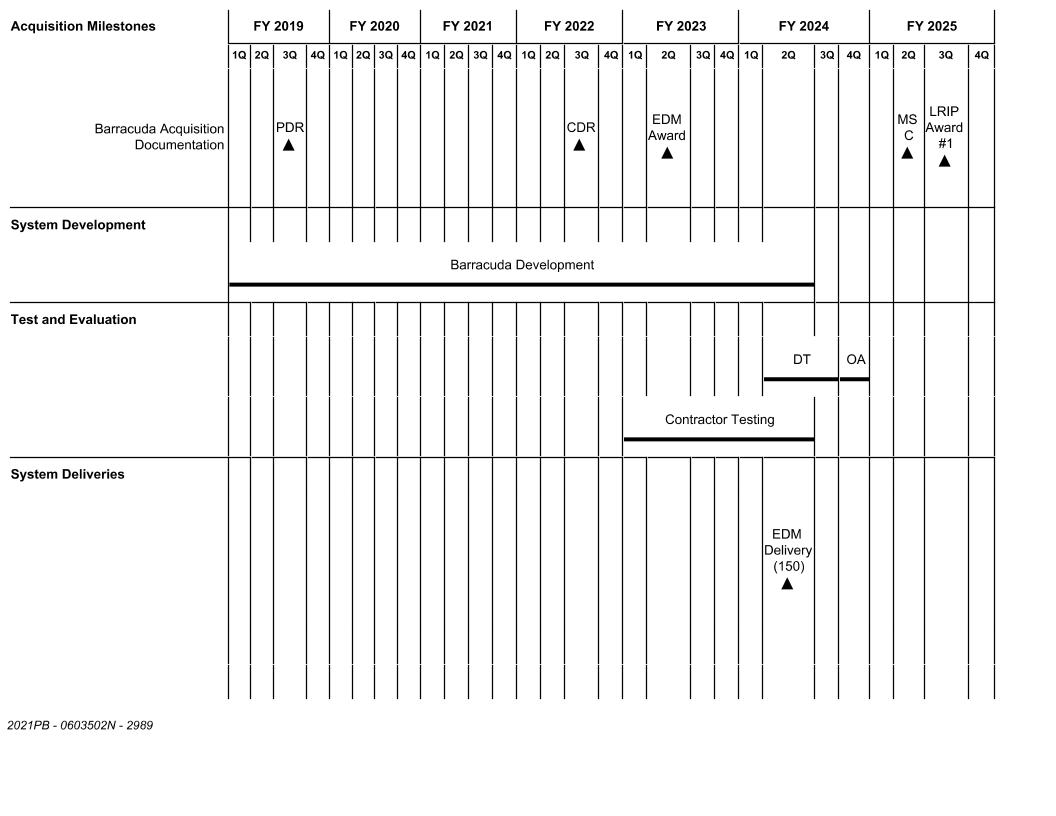 Acquisition Milestones FY 2019 FY 2020 FY 2021 FY 2022 FY 2023 FY 2024 FY 2025
1Q 2Q 3Q 4Q 1Q 2Q 3Q 4Q 1Q 2Q 3Q 4Q 1Q 2Q 3Q 4Q 1Q 2Q 3Q 4Q 1Q 2Q 3Q 4Q 1Q 2Q 3Q 4Q
Barracuda Acquisition
Documentation
PDR
CDR
EDM
Award
MS
C
LRIP
Award
#1
System Development
Barracuda Development
Test and Evaluation
DT OA
Contractor Testing
System Deliveries
EDM
Delivery
(150)
2021PB - 0603502N - 2989